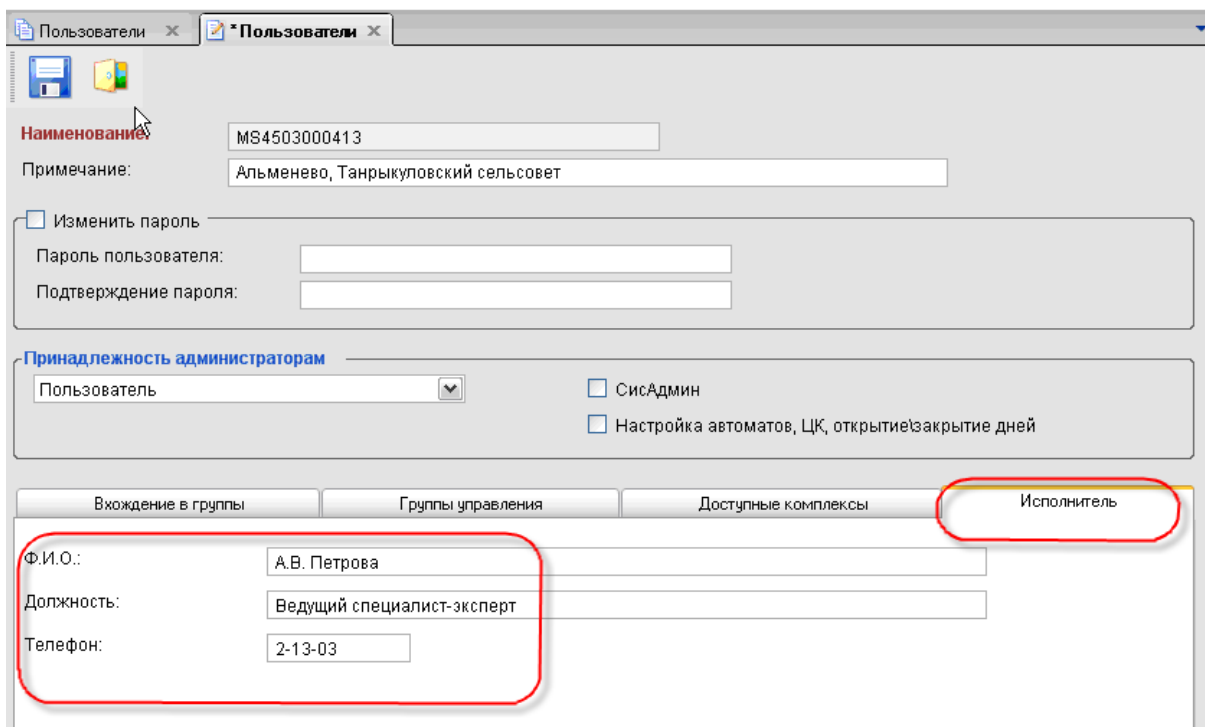 Пользователи
*Пользователи
Наименование:
MS4503000413
Примечание:
Альменево, Танрыкуловский сельсовет
Изменить пароль
Пароль пользователя:
Подтверждение пароля:
Принадлежность администраторам
Пользователь
СисАдмин
Настройка автоматов, ЦК, открытие\закрытие дней
Вхождение в группы
Группы управления
Доступные комплексы
Исполнитель
Ф.И.О.:
А.В. Петрова
Должность:
Ведущий специалист-эксперт
Телефон:
2-13-03